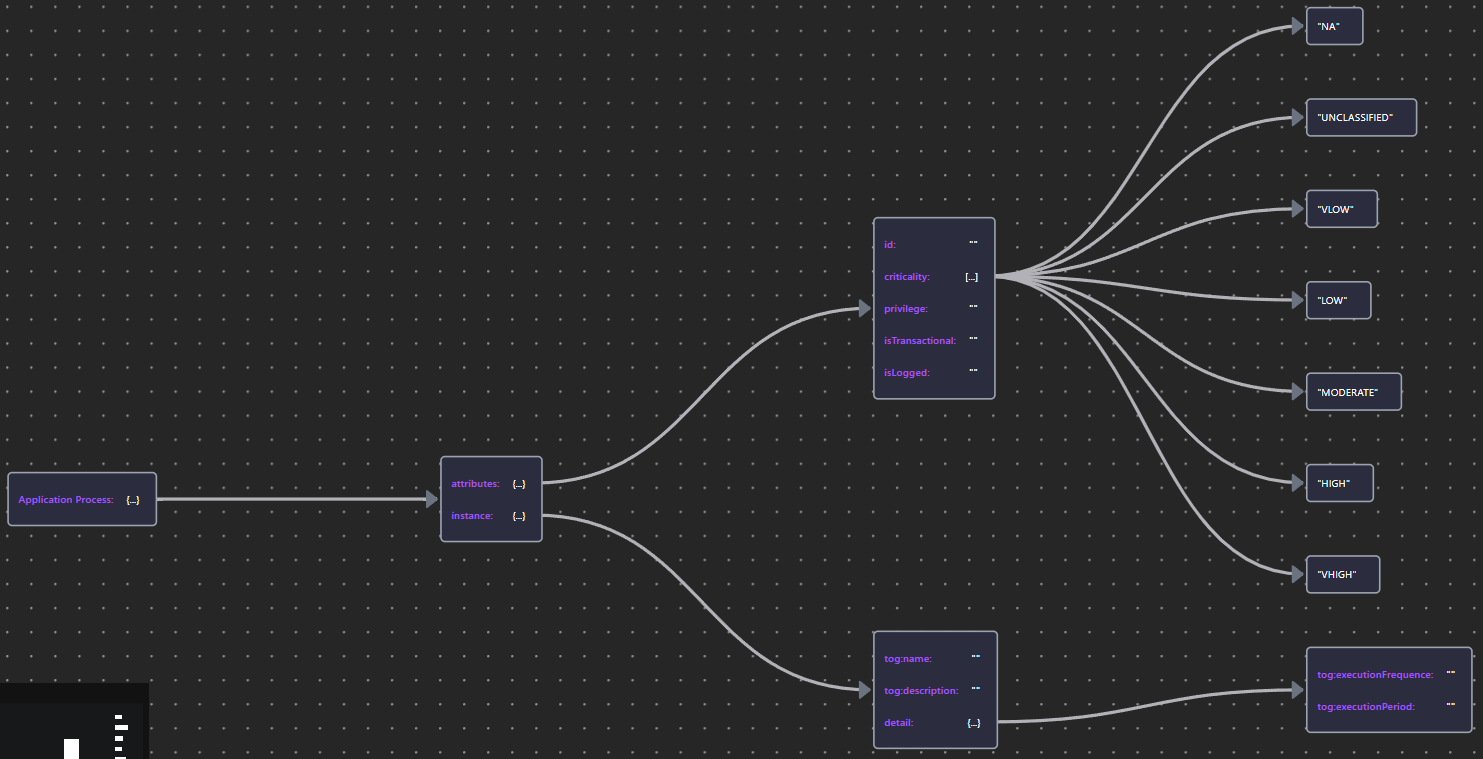 Application Process: {...}
attributes: {...}
instance: {...}
id: ""
criticality: [...]
privilege: ""
isTransactional: ""
isLogged: ""
tog:name: ""
tog:description: ""
detail: {...}
"NA"
"UNCLASSIFIED"
"VLOW"
"LOW"
"MODERATE"
"HIGH"
"VHIGH"
tog:executionFrequence: ""
tog:executionPeriod: ""